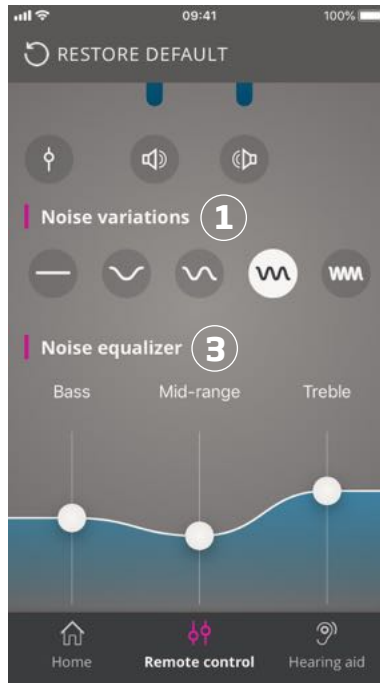 09:41
100%
RESTORE DEFAULT
Noise variations 1
Noise equalizer 3
Bass Mid-range Treble
Home Remote control Hearing aid